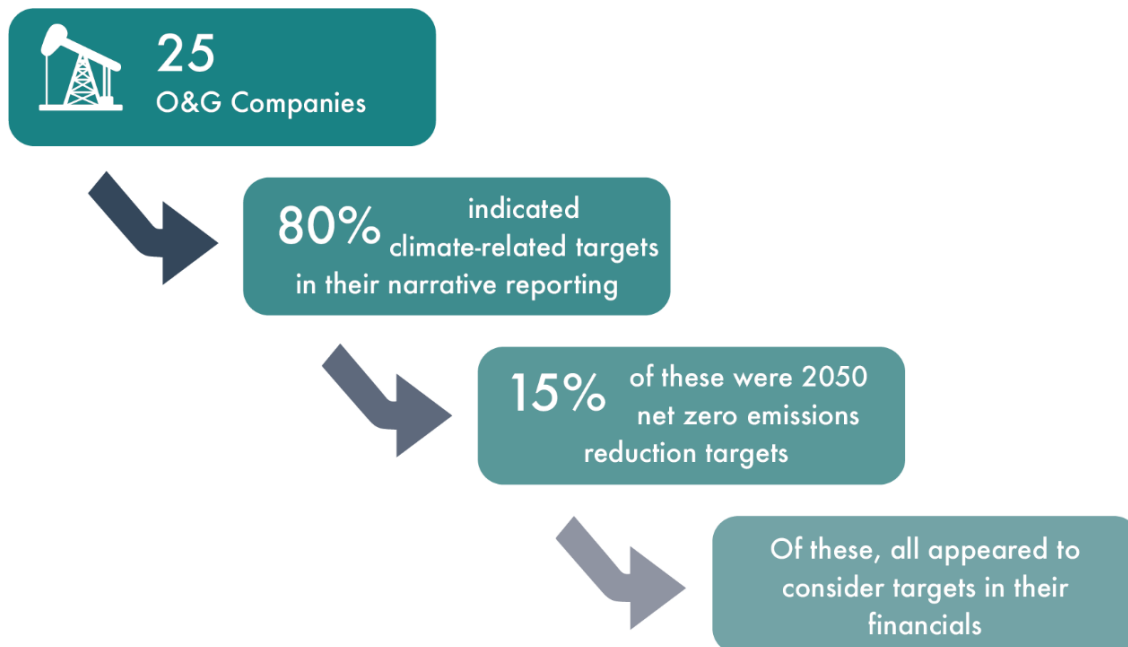 25
O&G Companies
80% indicated
climate-related targets
in their narrative reporting
15% of these were 2050
net zero emissions
reduction targets
Of these, all appeared to
consider targets in their
financials